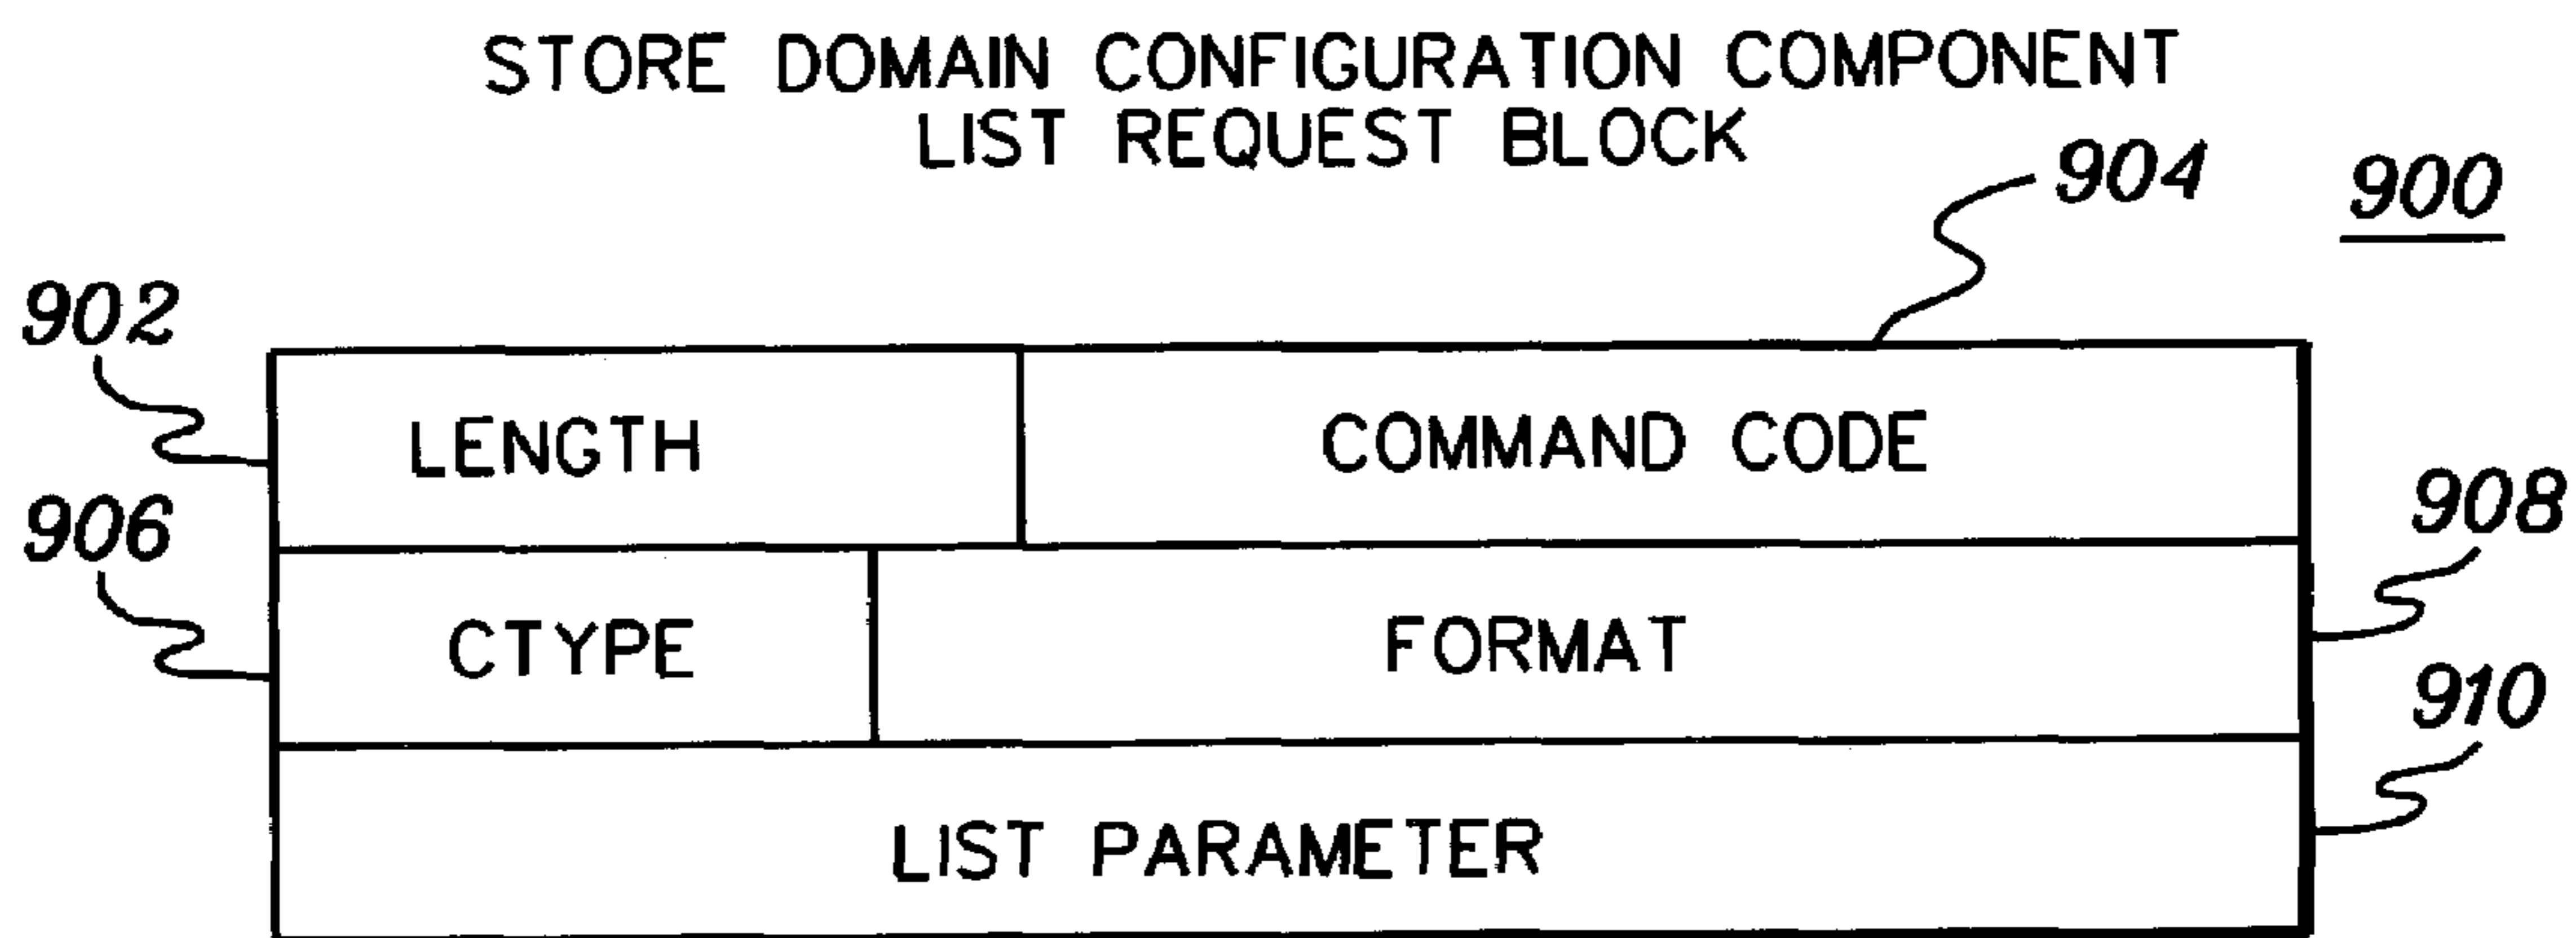 STORE DOMAIN CONFIGURATION COMPONENT
LIST REQUEST BLOCK
904
900
902
LENGTH COMMAND CODE
906
908
CTYPE FORMAT
910
LIST PARAMETER